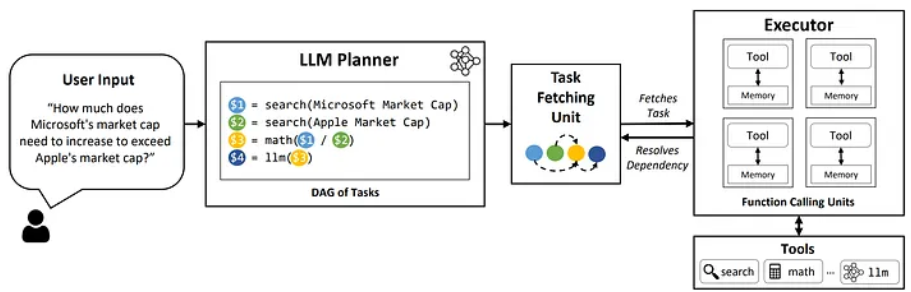 User Input
“How much does
Microsoft's market cap
need to increase to exceed
Apple's market cap?”
LLM Planner
$1 = search(Microsoft Market Cap)
$2 = search(Apple Market Cap)
$3 = math($1 / $2)
$4 = llm($3)
DAG of Tasks
Task
Fetching
Unit
Fetches
Task
Resolves
Dependency
Executor
Tool
Memory
Tool
Memory
Tool
Memory
Tool
Memory
Function Calling Units
Tools
search
math
...
llm